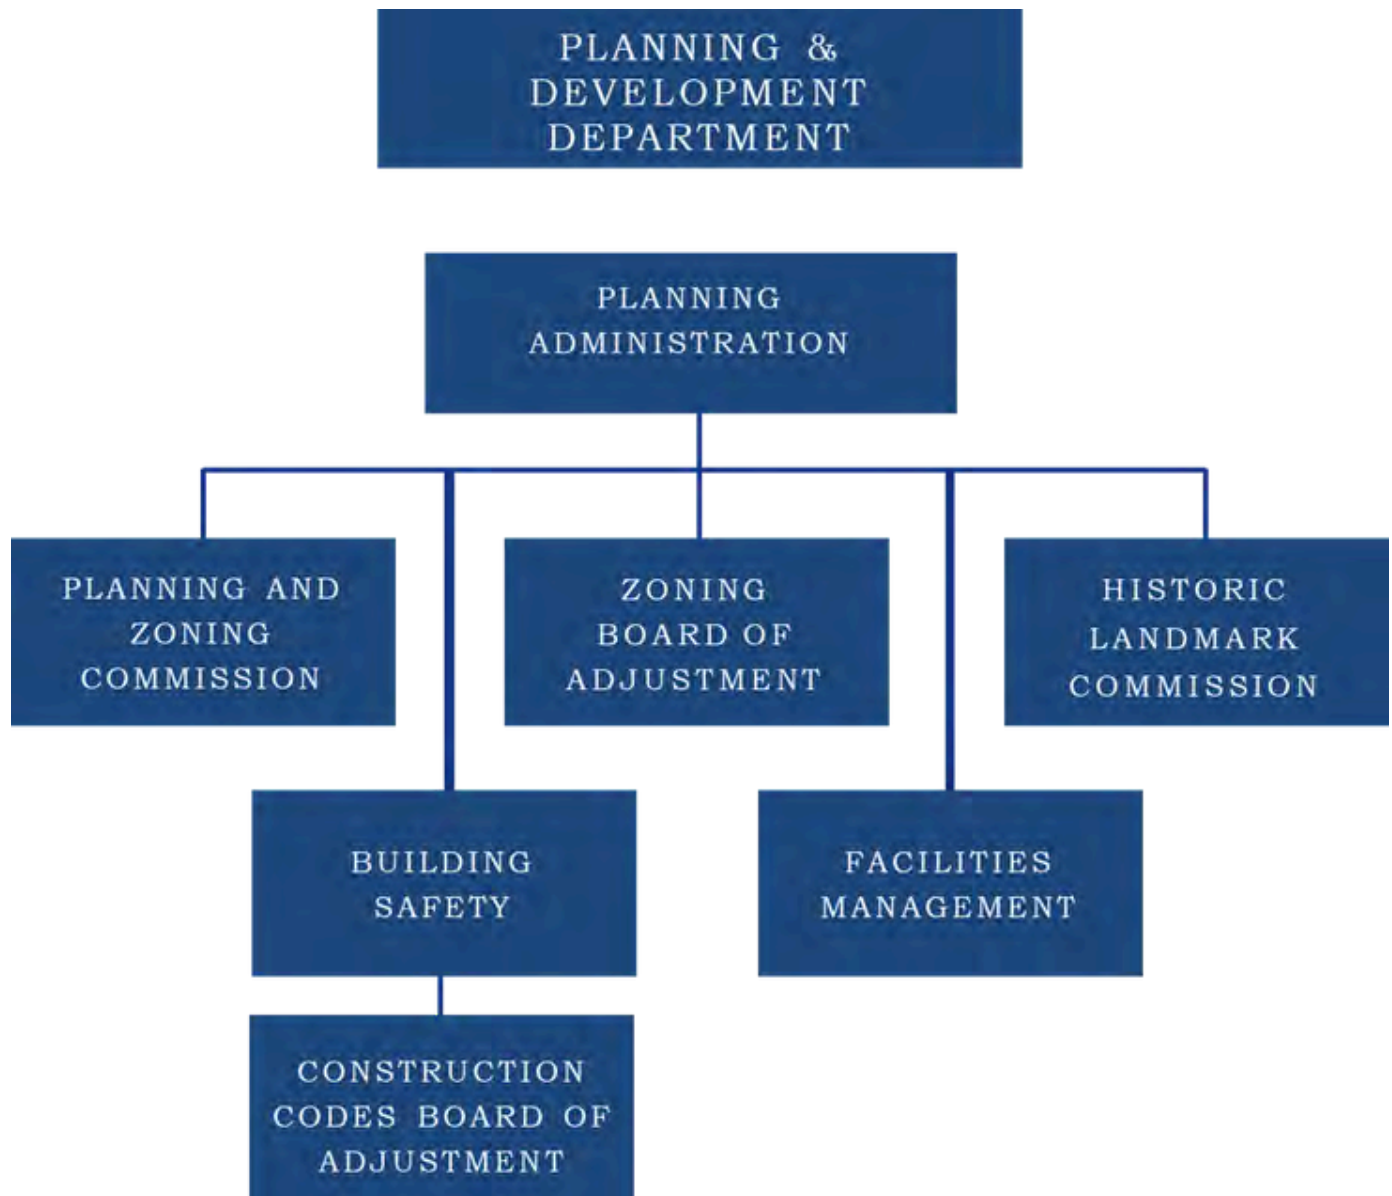 PLANNING &
DEVELOPMENT
DEPARTMENT
PLANNING
ADMINISTRATION
PLANNING AND
ZONING
COMMISSION
ZONING
BOARD OF
ADJUSTMENT
HISTORIC
LANDMARK
COMMISSION
BUILDING
SAFETY
FACILITIES
MANAGEMENT
CONSTRUCTION
CODES BOARD OF
ADJUSTMENT